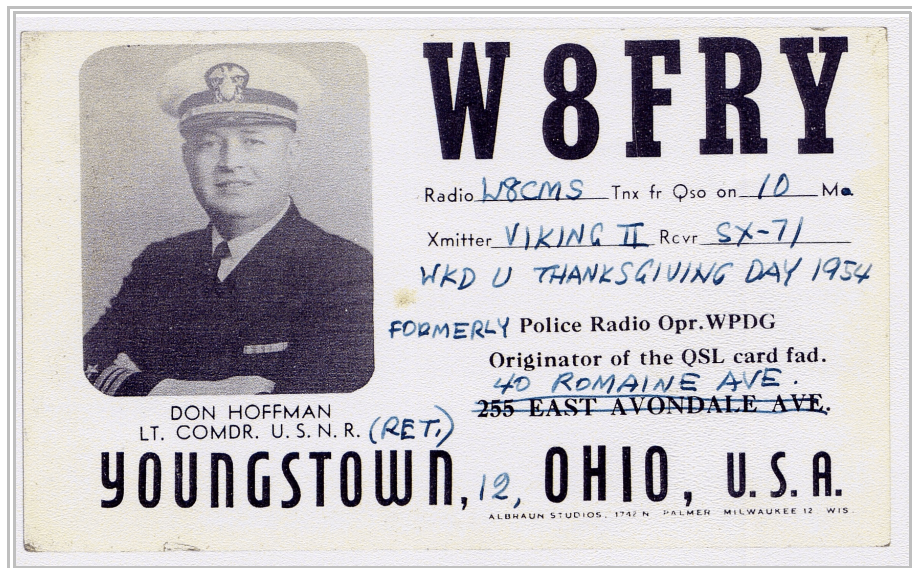 W8FRY
Radio W8CMS Tnx fr Qso on 10 Mc
Xmitter VIKING II Rcvr SX-71
WKD U THANKSGIVING DAY 1954
FORMERLY Police Radio Opr. WPDG
Originator of the QSL card fad.
40 ROMAINE AVE.
255 EAST AVONDALE AVE.
DON HOFFMAN
LT. COMDR. U. S. N. R. (RET.)
YOUNGSTOWN, 12, OHIO, U. S. A.
ALBRAUN STUDIOS, 1742 N. PALMER MILWAUKEE 12 WIS.